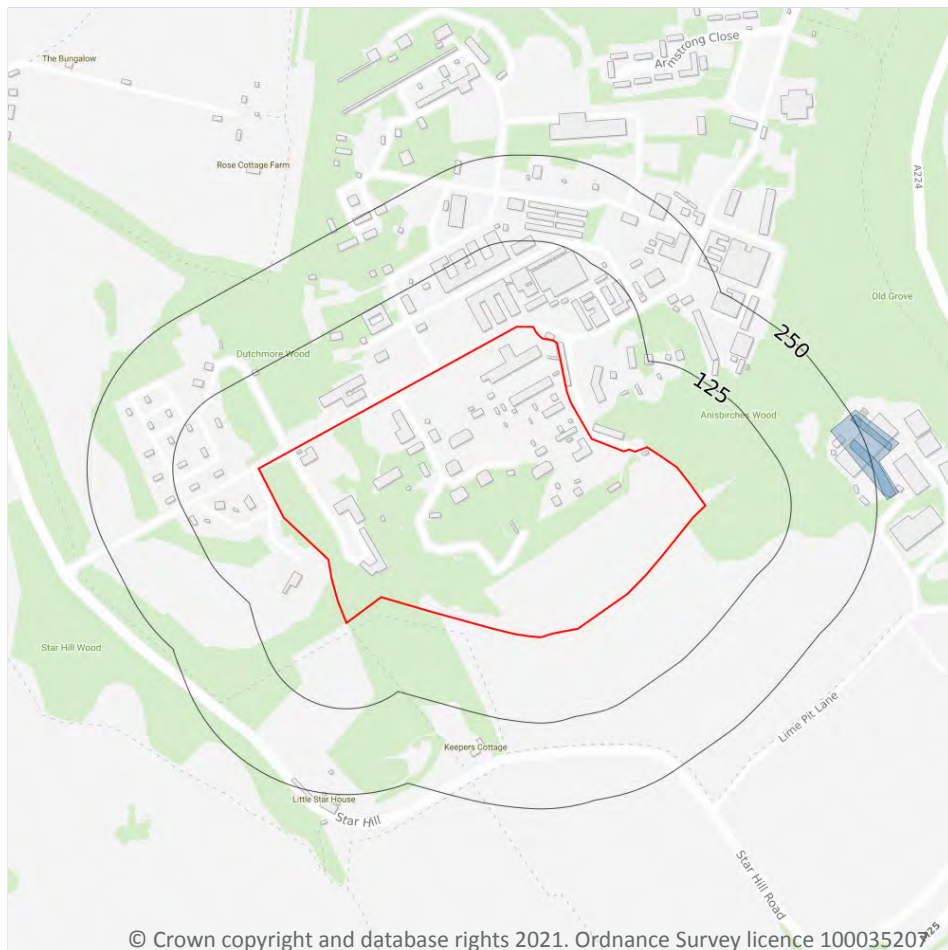 Armstrong Close
The Bungalow
Rose Cottage Farm
A224
Old Grove
250
Dutchmore Wood
125
Anisbirches Wood
Star Hill Wood
Lime Pit Lane
Keepers Cottage
Little Star House
Star Hill
Star Hill Road
A25
© Crown copyright and database rights 2021. Ordnance Survey licence 100035207